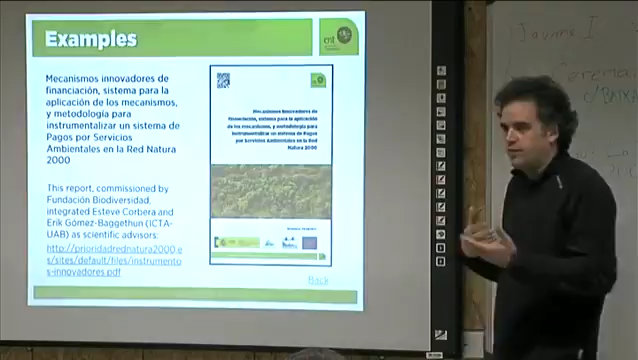 Examples
cnt
Mecanismos innovadores de
financiación, sistema para la
aplicación de los mecanismos,
y metodología para
instrumentalizar un sistema de
Pagos por Servicios
Ambientales en la Red Natura
2000
This report, commissioned by
Fundación Biodiversidad,
integrated Esteve Corbera and
Erik Gómez-Baggethun (ICTA-
UAB) as scientific advisors:
http://prioridadrednatura2000.e
s/sites/default/files/instrumento
s-innovadores.pdf
Mecanismos innovadores de
financiación, sistema para la aplicación
de los mecanismos, y metodología para
instrumentalizar un sistema de Pagos
por Servicios Ambientales en la Red
Natura 2000
Back
Jaume I